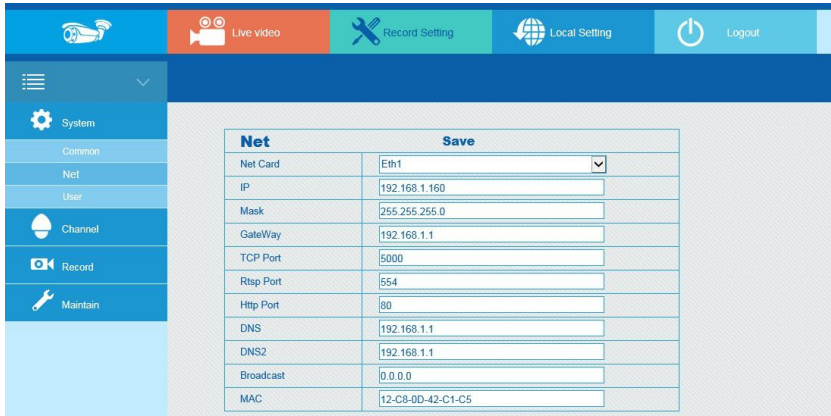 Live video Record Setting Local Setting Logout
System
Common
Net
User
Channel
Record
Maintain
Net Save
Net Card Eth1
IP 192.168.1.160
Mask 255.255.255.0
GateWay 192.168.1.1
TCP Port 5000
Rtsp Port 554
Http Port 80
DNS 192.168.1.1
DNS2 192.168.1.1
Broadcast 0.0.0.0
MAC 12-C8-0D-42-C1-C5